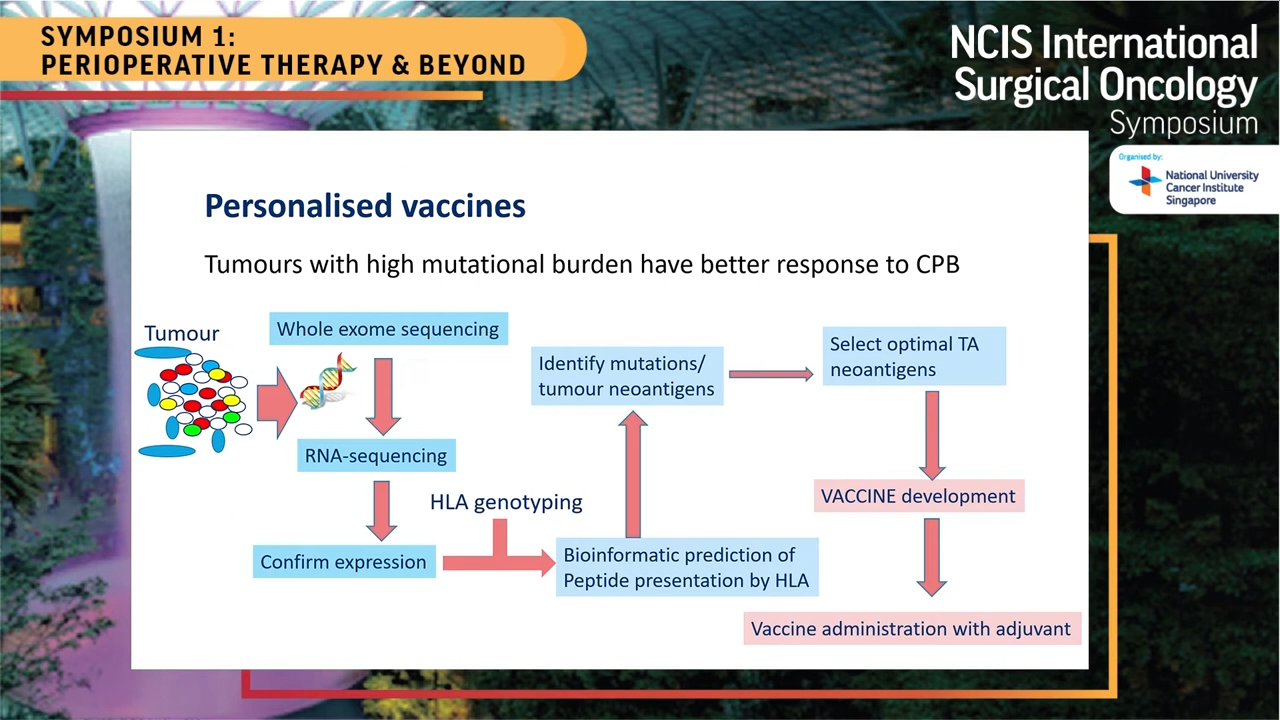 SYMPOSIUM 1:
PERIOPERATIVE THERAPY & BEYOND
NCIS International
Surgical Oncology
Symposium
Organised by:
National University
Cancer Institute
Singapore
Personalised vaccines
Tumours with high mutational burden have better response to CPB
Tumour
Whole exome sequencing
RNA-sequencing
Confirm expression
HLA genotyping
Bioinformatic prediction of
Peptide presentation by HLA
Identify mutations/
tumour neoantigens
Select optimal TA
neoantigens
VACCINE development
Vaccine administration with adjuvant